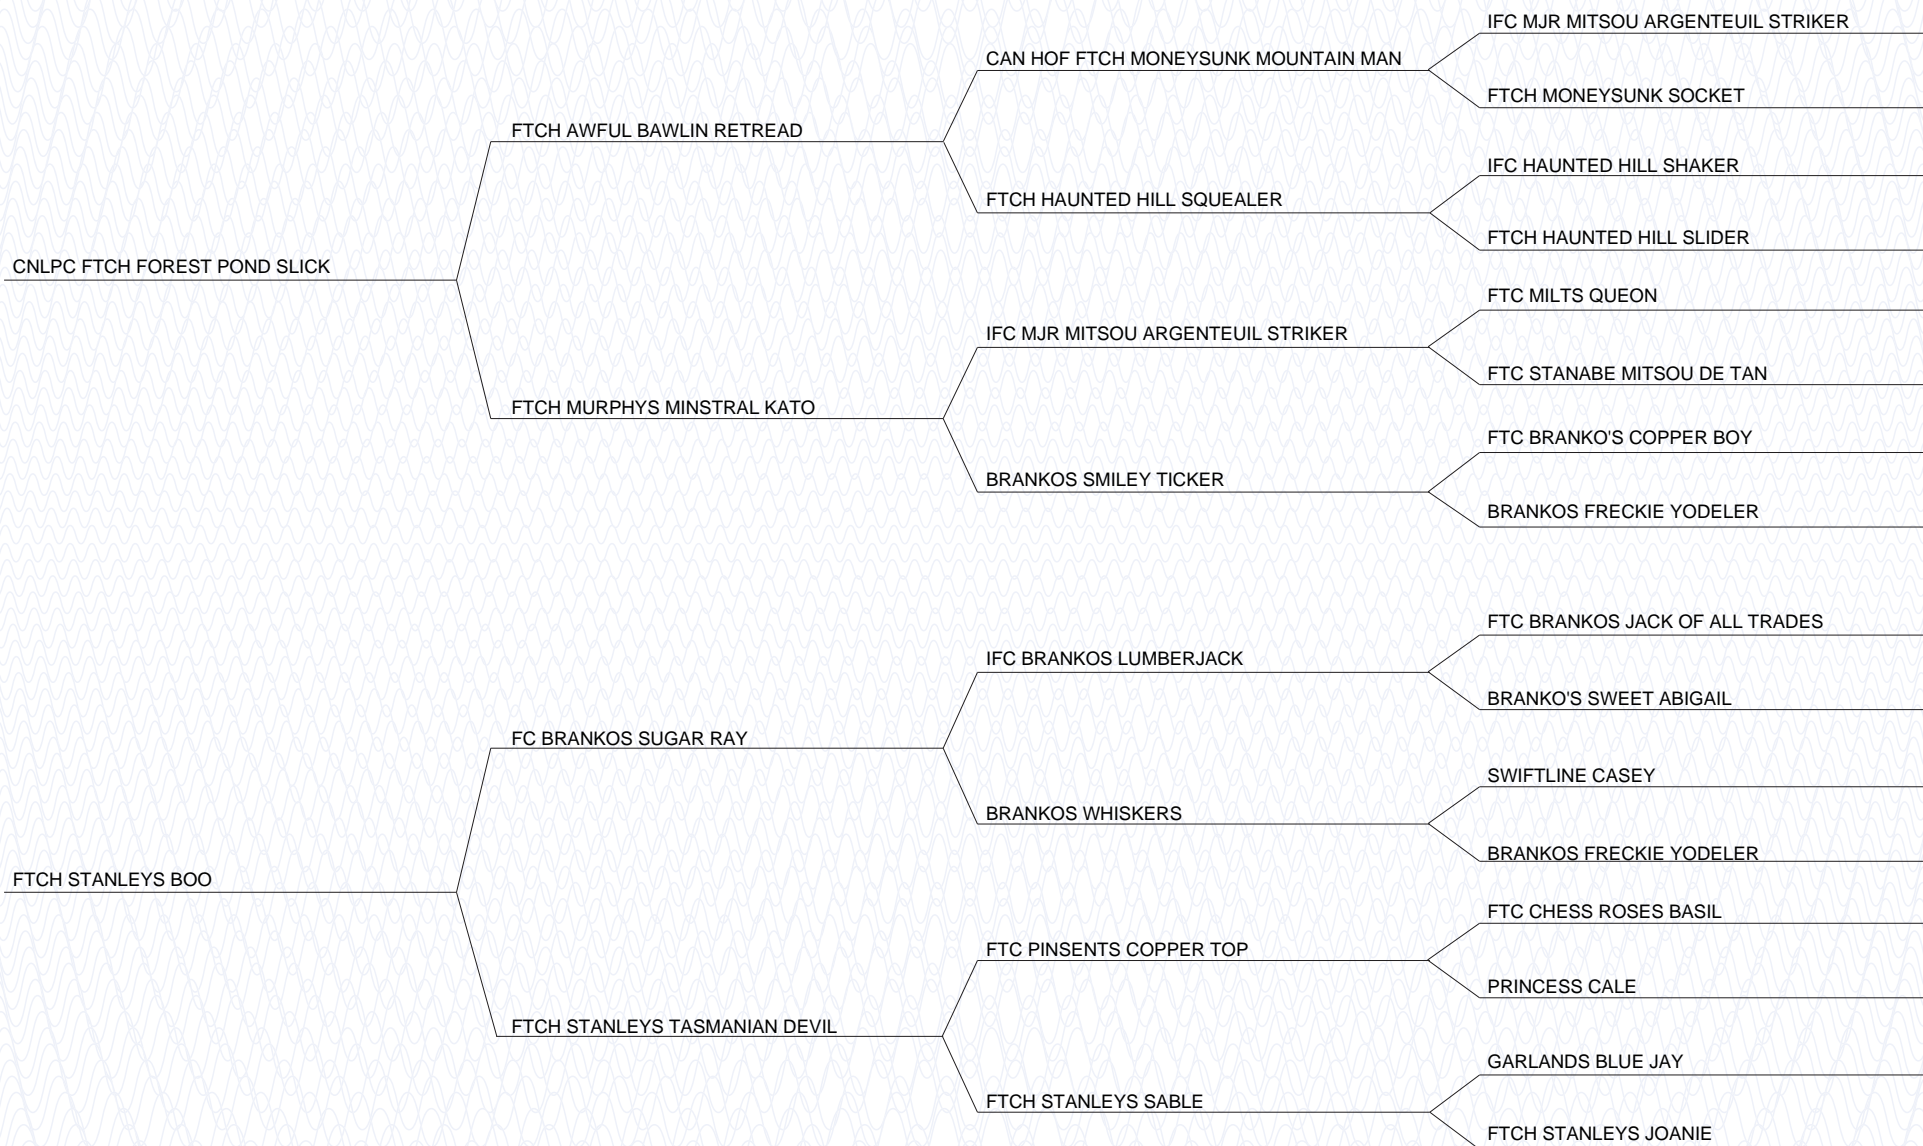 IFC MJR MITSOU ARGENTEUIL STRIKER
CAN HOF FTCH MONEYSUNK MOUNTAIN MAN
FTCH MONEYSUNK SOCKET
FTCH AWFUL BAWLIN RETREAD
IFC HAUNTED HILL SHAKER
FTCH HAUNTED HILL SQUEALER
FTCH HAUNTED HILL SLIDER
CNLPC FTCH FOREST POND SLICK
FTC MILTS QUEON
IFC MJR MITSOU ARGENTEUIL STRIKER
FTC STANABE MITSOU DE TAN
FTCH MURPHYS MINSTRAL KATO
FTC BRANKO'S COPPER BOY
BRANKOS SMILEY TICKER
BRANKOS FRECKIE YODELER
FTC BRANKOS JACK OF ALL TRADES
IFC BRANKOS LUMBERJACK
BRANKO'S SWEET ABIGAIL
FC BRANKOS SUGAR RAY
SWIFTLINE CASEY
BRANKOS WHISKERS
BRANKOS FRECKIE YODELER
FTCH STANLEYS BOO
FTC CHESS ROSES BASIL
FTC PINSENTS COPPER TOP
PRINCESS CALE
FTCH STANLEYS TASMANIAN DEVIL
GARLANDS BLUE JAY
FTCH STANLEYS SABLE
FTCH STANLEYS JOANIE